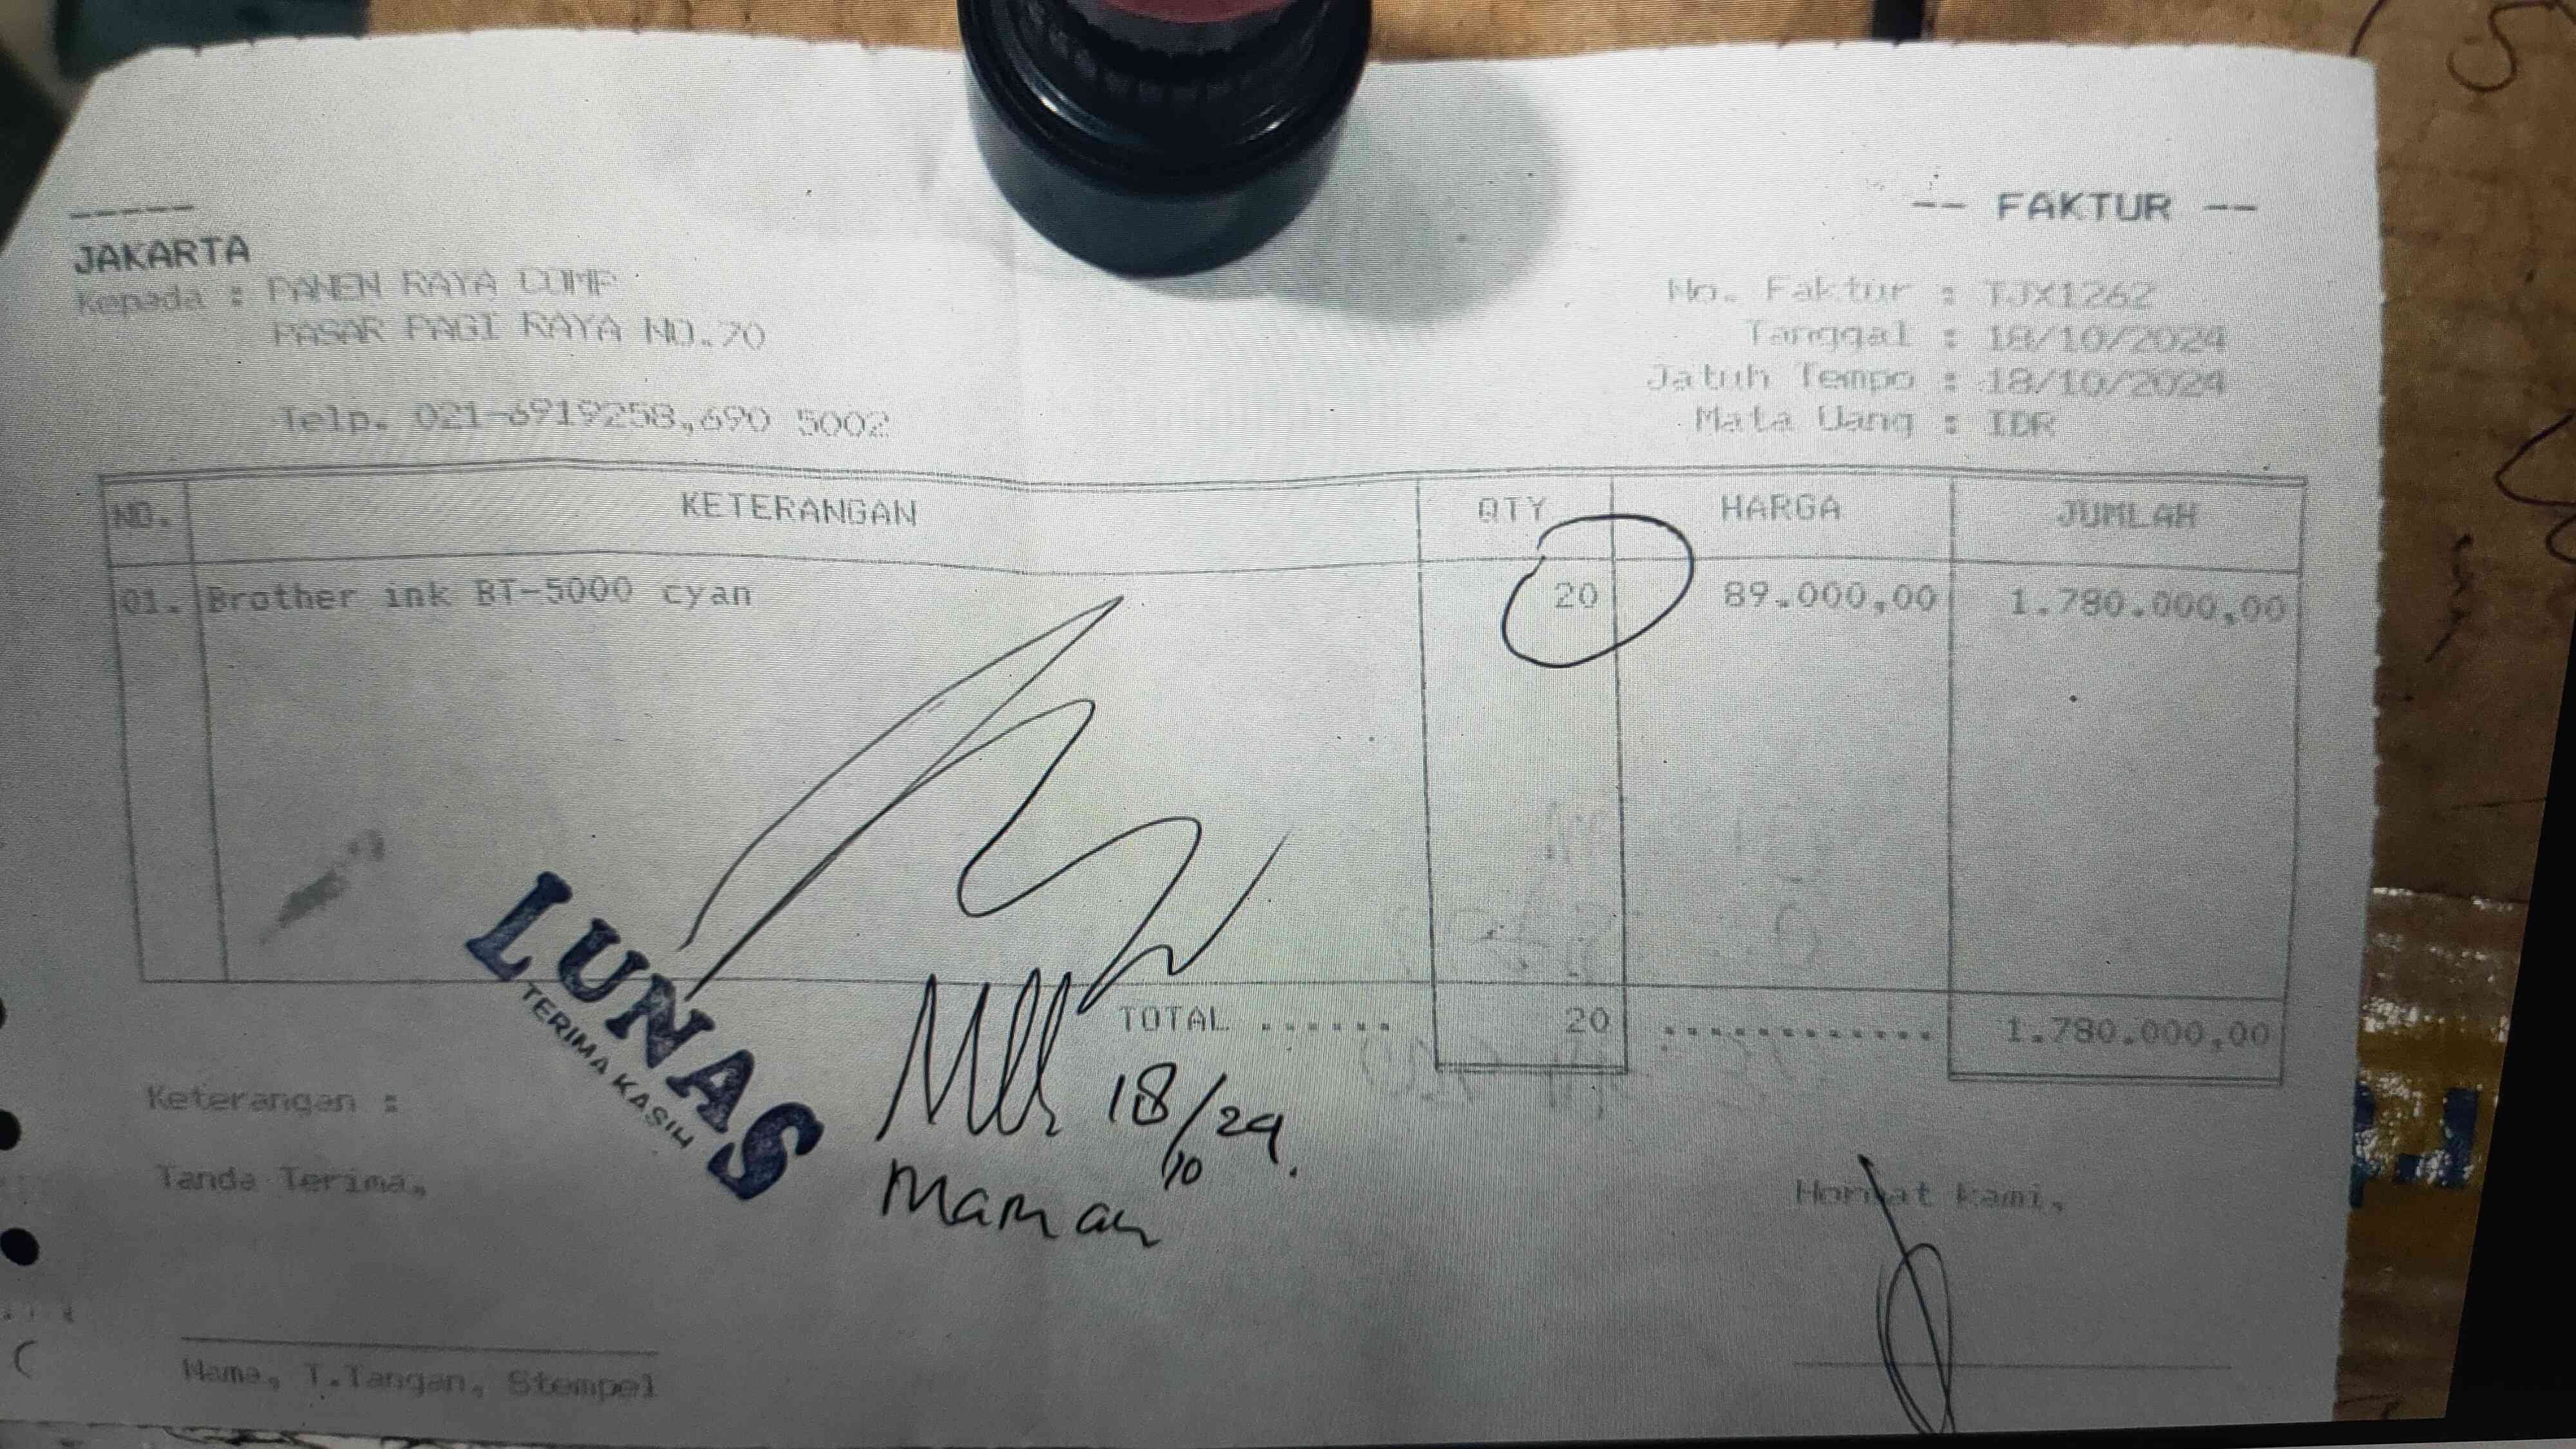 -----
JAKARTA
Kepada : PANEN RAYA COMP
PASAR PAGI RAYA NO.70
Telp. 021-6919258,690 5002
-- FAKTUR --
No. Faktur : TJX1262
Tanggal : 18/10/2024
Jatuh Tempo : 18/10/2024
Mata Uang : IDR
NO. KETERANGAN QTY HARGA JUMLAH
01. Brother ink BT-5000 cyan 20 89.000,00 1.780.000,00
TOTAL ...... 20 ............ 1.780.000,00
LUNAS
TERIMA KASIH
18/10/24.
Maman
Keterangan :
Tanda Terima,
Hormat kami,
Nama, T.Tangan, Stempel